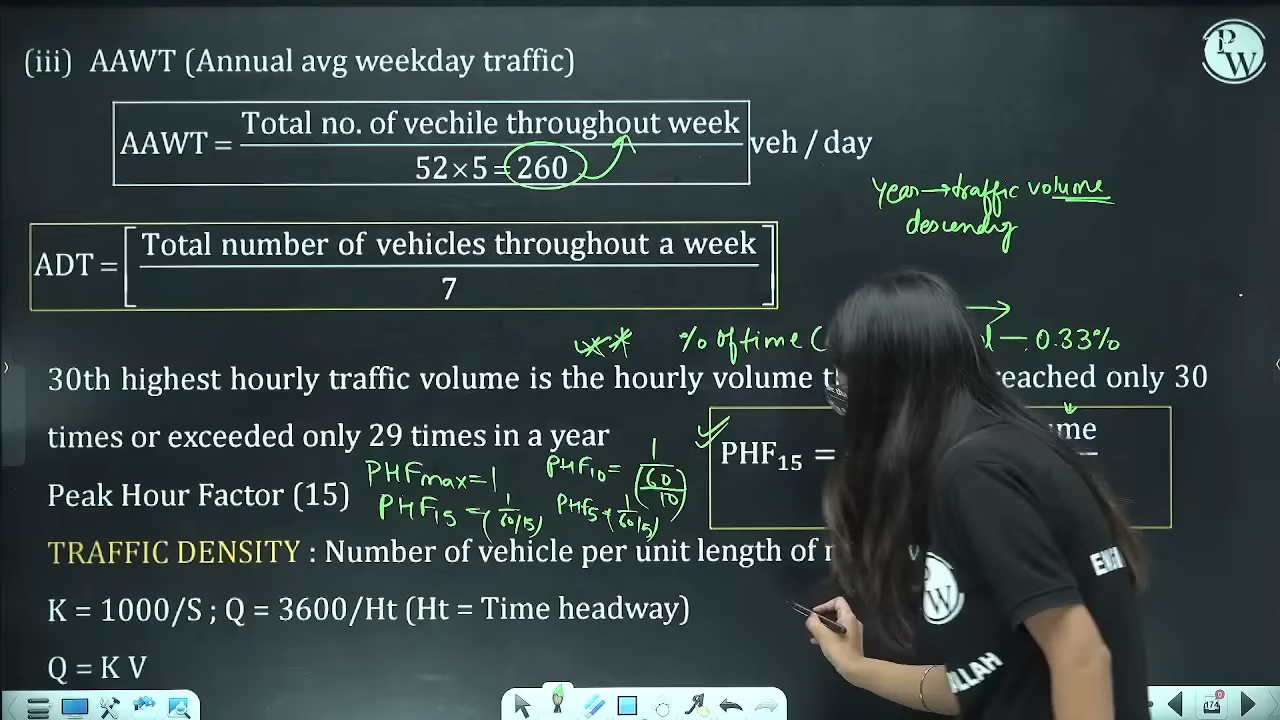 (iii) AAWT (Annual avg weekday traffic)
PW
AAWT = Total no. of vechile throughout week veh / day
52 × 5 = 260
Year → traffic volume
descending
ADT = [Total number of vehicles throughout a week
7]
** % of time ( — 0.33%
30th highest hourly traffic volume is the hourly volume reached only 30
times or exceeded only 29 times in a year
PHF15 =
PHFmax = 1
PHF10 = 1
(60/10)
Peak Hour Factor (15)
PHF15 = 1
(60/15)
PHF5 = 1
TRAFFIC DENSITY : Number of vehicle per unit length of
K = 1000/S ; Q = 3600/Ht (Ht = Time headway)
Q = K V
W
174